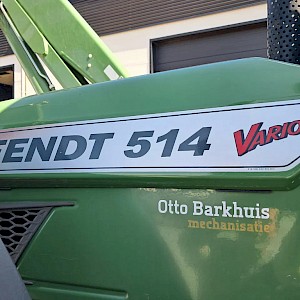 FENDT 514 VARIO
Otto Barkhuis
mechanisatie